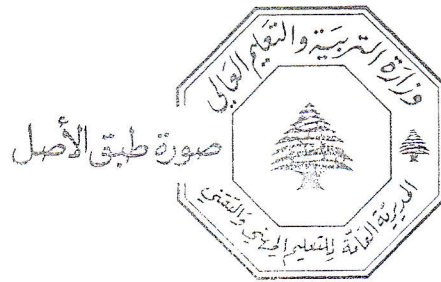 وزارة التربية والتعليم العالي
صورة طبق الأصل
المديرية العامة للتعليم المهني والتقني